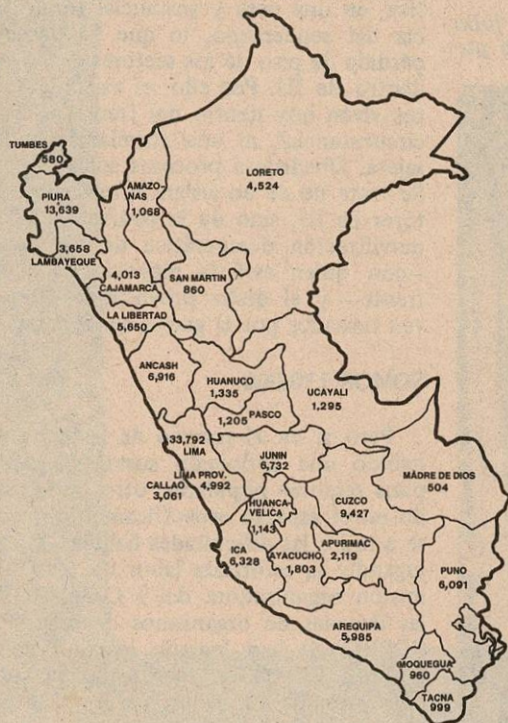 LORETO
4,524
TUMBES
580
PIURA
13,639
AMAZO-
NAS
1,068
3,658
LAMBAYEQUE
4,013
CAJAMARCA
SAN MARTIN
860
LA LIBERTAD
5,650
ANCASH
6,916
HUANUCO
1,335
UCAYALI
1,295
1,205 PASCO
33,792
LIMA
JUNIN
6,732
MADRE DE DIOS
504
LIMA PROV.
4,992
CALLAO
3,061
HUANCA-
VELICA
1,143
CUZCO
9,427
ICA
6,328
AYACUCHO
1,803
APURIMAC
2,119
PUNO
6,091
AREQUIPA
5,985
MOQUEGUA
960
TACNA
999